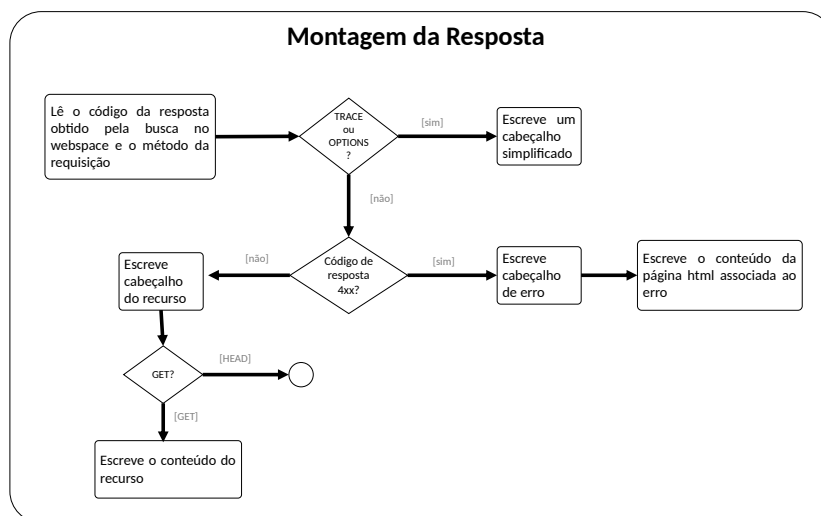 Montagem da Resposta
Lê o código da resposta
obtido pela busca no
webspace e o método da
requisição
TRACE
ou
OPTIONS
?
[sim]
Escreve um
cabeçalho
simplificado
[não]
Código de
resposta
4xx?
[não]
Escreve
cabeçalho
do recurso
[sim]
Escreve
cabeçalho
de erro
Escreve o conteúdo da
página html associada ao
erro
GET?
[HEAD]
[GET]
Escreve o conteúdo do
recurso